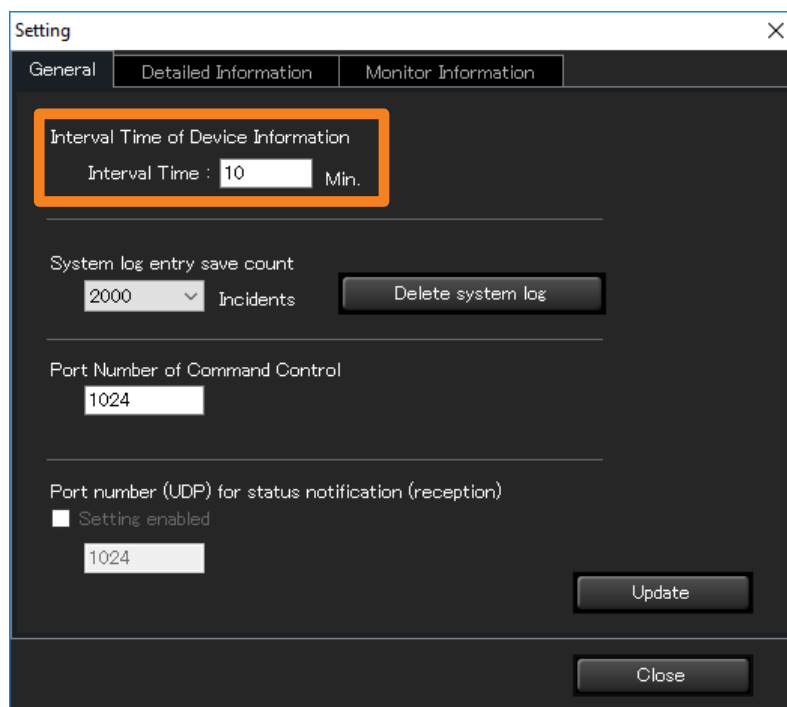 Setting
General Detailed Information Monitor Information
Interval Time of Device Information
Interval Time : 10 Min.
System log entry save count
2000 Incidents Delete system log
Port Number of Command Control
1024
Port number (UDP) for status notification (reception)
Setting enabled
1024
Update
Close